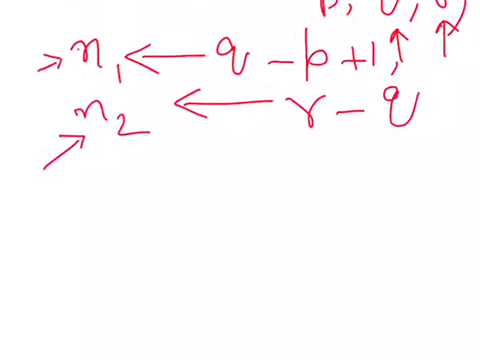 p, q, r)
n₁ ← q - p + 1,
n₂ ← r - q